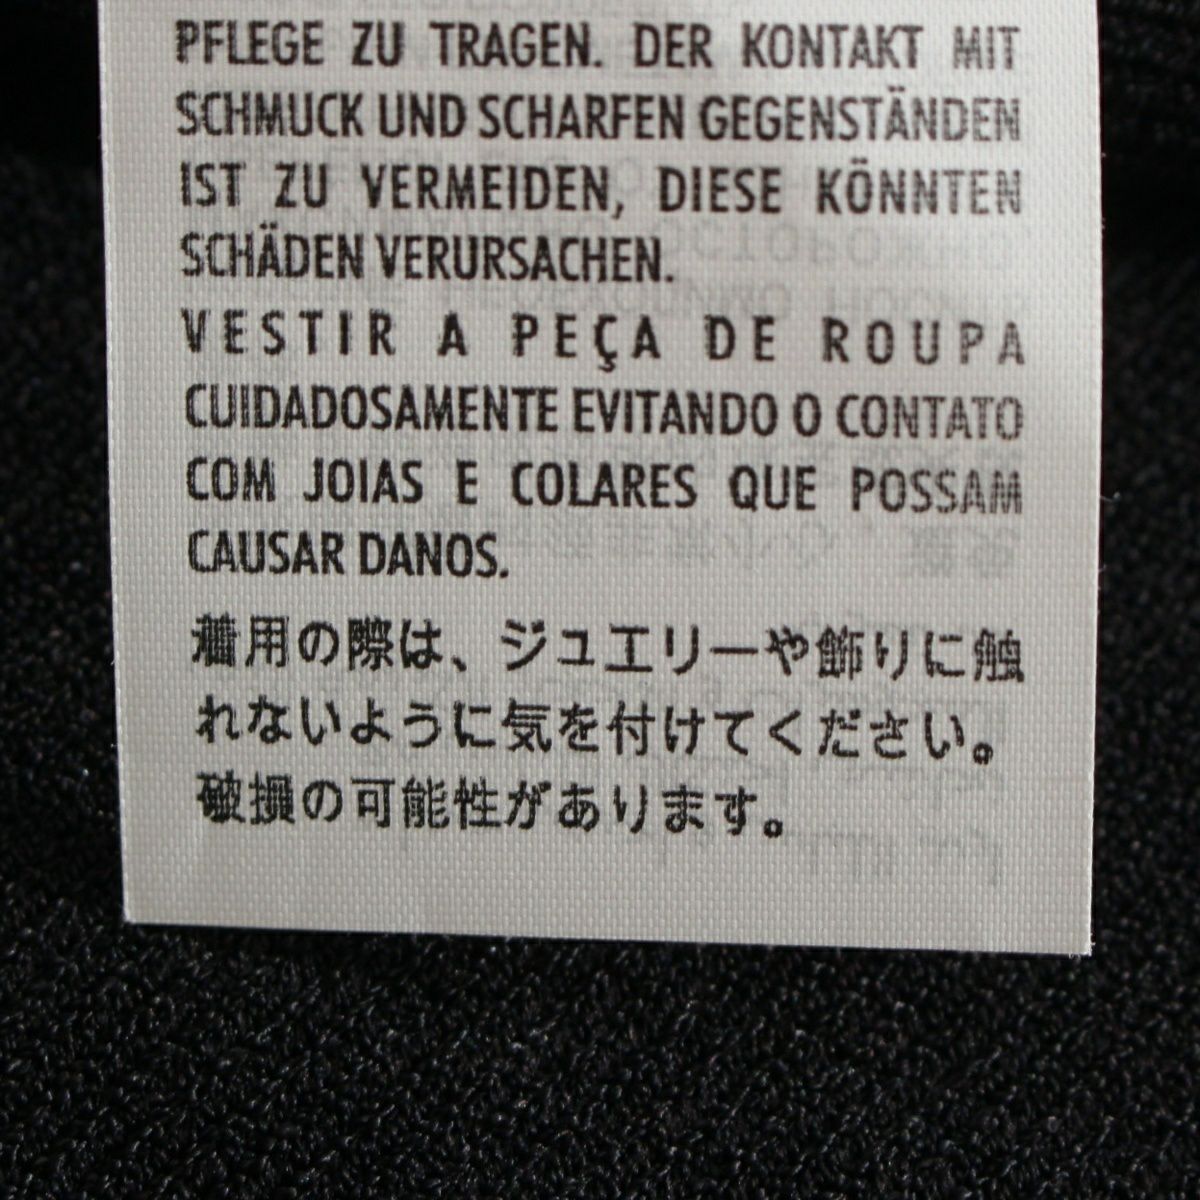 PFLEGE ZU TRAGEN. DER KONTAKT MIT
SCHMUCK UND SCHARFEN GEGENSTÄNDEN
IST ZU VERMEIDEN, DIESE KÖNNTEN
SCHÄDEN VERURSACHEN.
VESTIR A PEÇA DE ROUPA
CUIDADOSAMENTE EVITANDO O CONTATO
COM JOIAS E COLARES QUE POSSAM
CAUSAR DANOS.
着用の際は、ジュエリーや飾りに触
れないように気を付けてください。
破損の可能性があります。